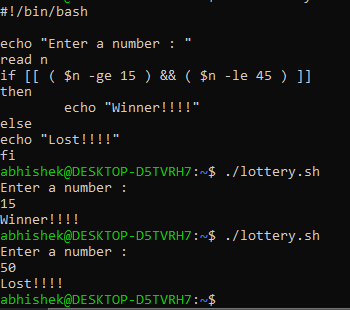 #!/bin/bash
echo "Enter a number : "
read n
if [[ ( $n -ge 15 ) && ( $n -le 45 ) ]]
then
        echo "Winner!!!!"
else
echo "Lost!!!!"
fi
abhishek@DESKTOP-D5TVRH7:~$ ./lottery.sh
Enter a number :
15
Winner!!!!
abhishek@DESKTOP-D5TVRH7:~$ ./lottery.sh
Enter a number :
50
Lost!!!!
abhishek@DESKTOP-D5TVRH7:~$